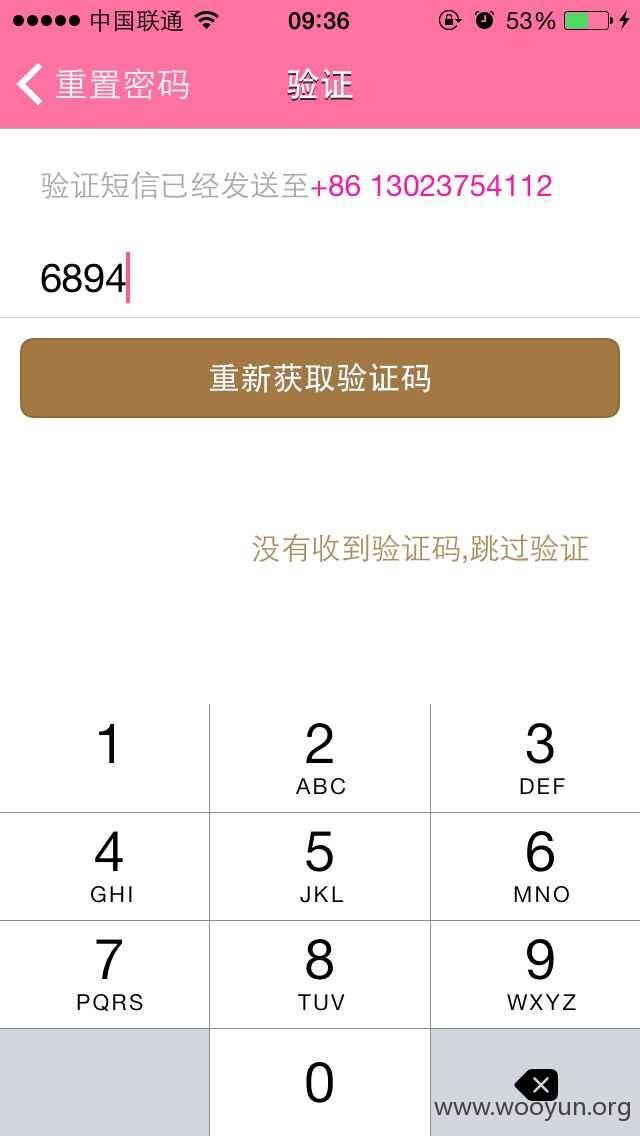 中国联通 09:36 53%
重置密码 验证
验证短信已经发送至+86 13023754112
6894
重新获取验证码
没有收到验证码,跳过验证
1 2 3
ABC DEF
4 5 6
GHI JKL MNO
7 8 9
PQRS TUV WXYZ
0
www.wooyun.org